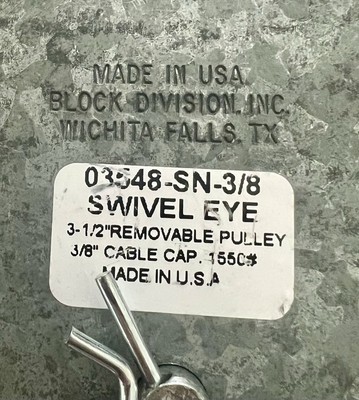 MADE IN USA
BLOCK DIVISION, INC.
WICHITA FALLS, TX
03548-SN-3/8
SWIVEL EYE
3-1/2"REMOVABLE PULLEY
3/8" CABLE CAP. 1550#
MADE IN U.S.A